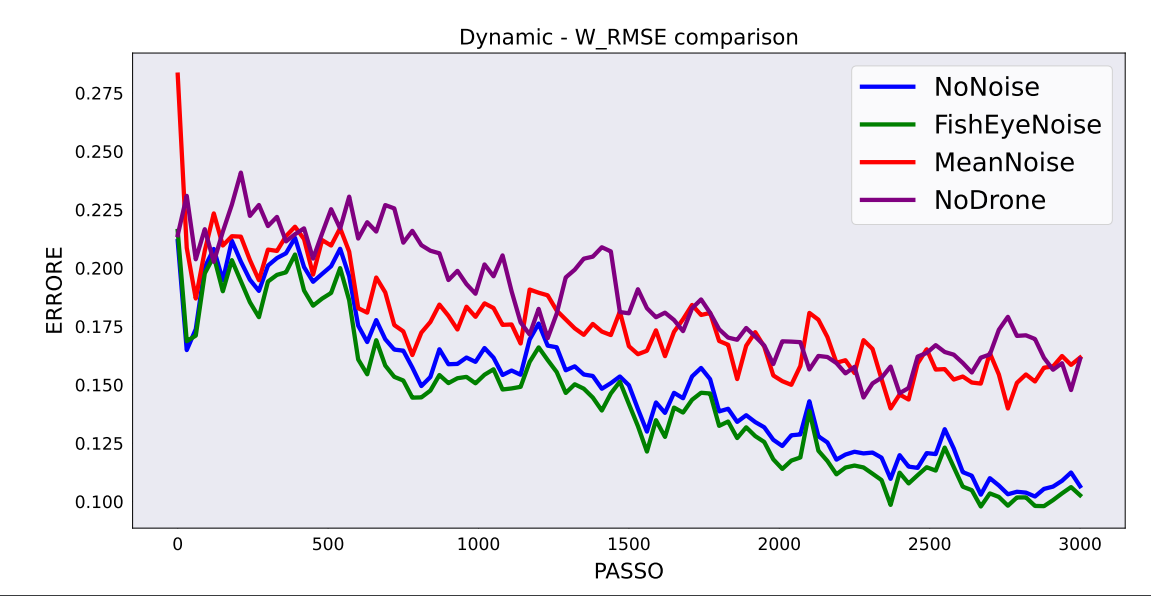 Dynamic - W_RMSE comparison
ERRORE
0.275
0.250
0.225
0.200
0.175
0.150
0.125
0.100
NoNoise
FishEyeNoise
MeanNoise
NoDrone
0 500 1000 1500 2000 2500 3000
PASSO